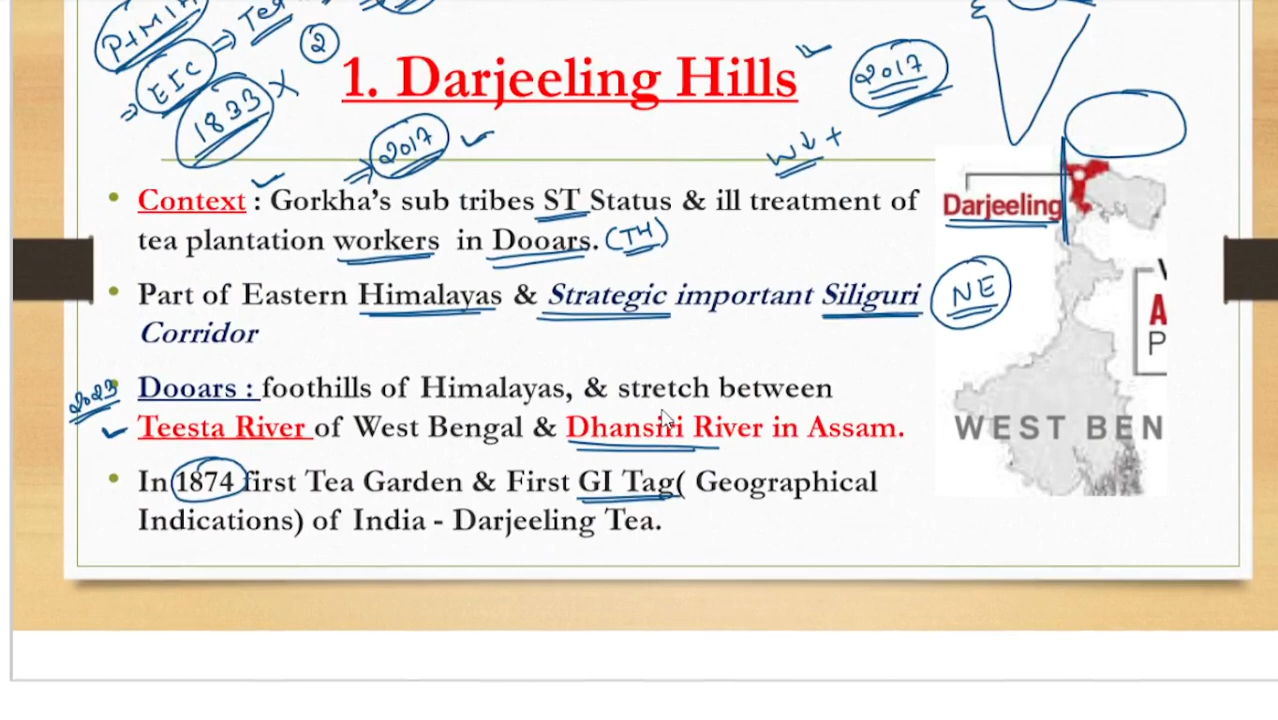 P+M1A
EIC ⇒ Tea
②
1833 X
1. Darjeeling Hills
2017
⇒ 2017
W↓+
Context : Gorkha's sub tribes ST Status & ill treatment of
tea plantation workers in Dooars. (TH)
Darjeeling
Part of Eastern Himalayas & Strategic important Siliguri
NE
Corridor
A
P
2023
Dooars : foothills of Himalayas, & stretch between
Teesta River of West Bengal & Dhansiri River in Assam.
WEST BEN
In 1874 first Tea Garden & First GI Tag( Geographical
Indications) of India - Darjeeling Tea.